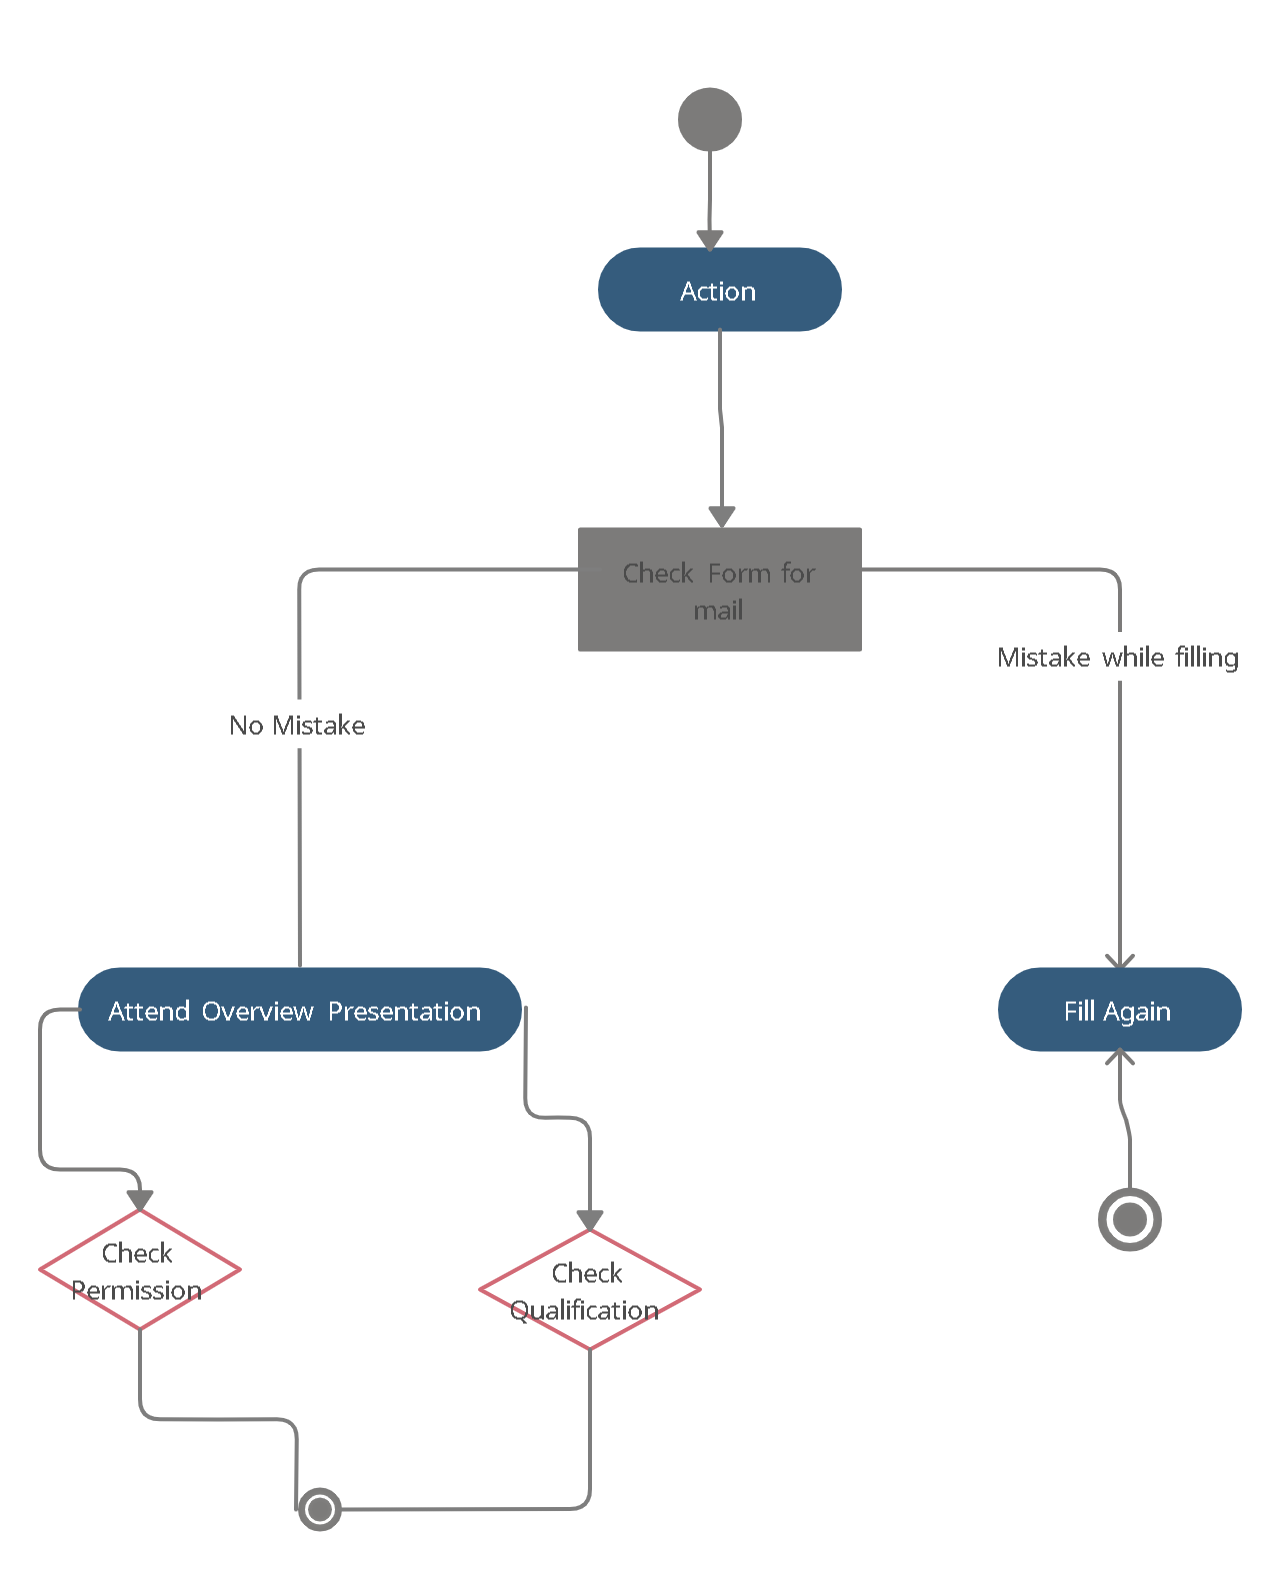 Action
Check Form for
mail
Mistake while filling
No Mistake
Attend Overview Presentation
Fill Again
Check
Permission
Check
Qualification